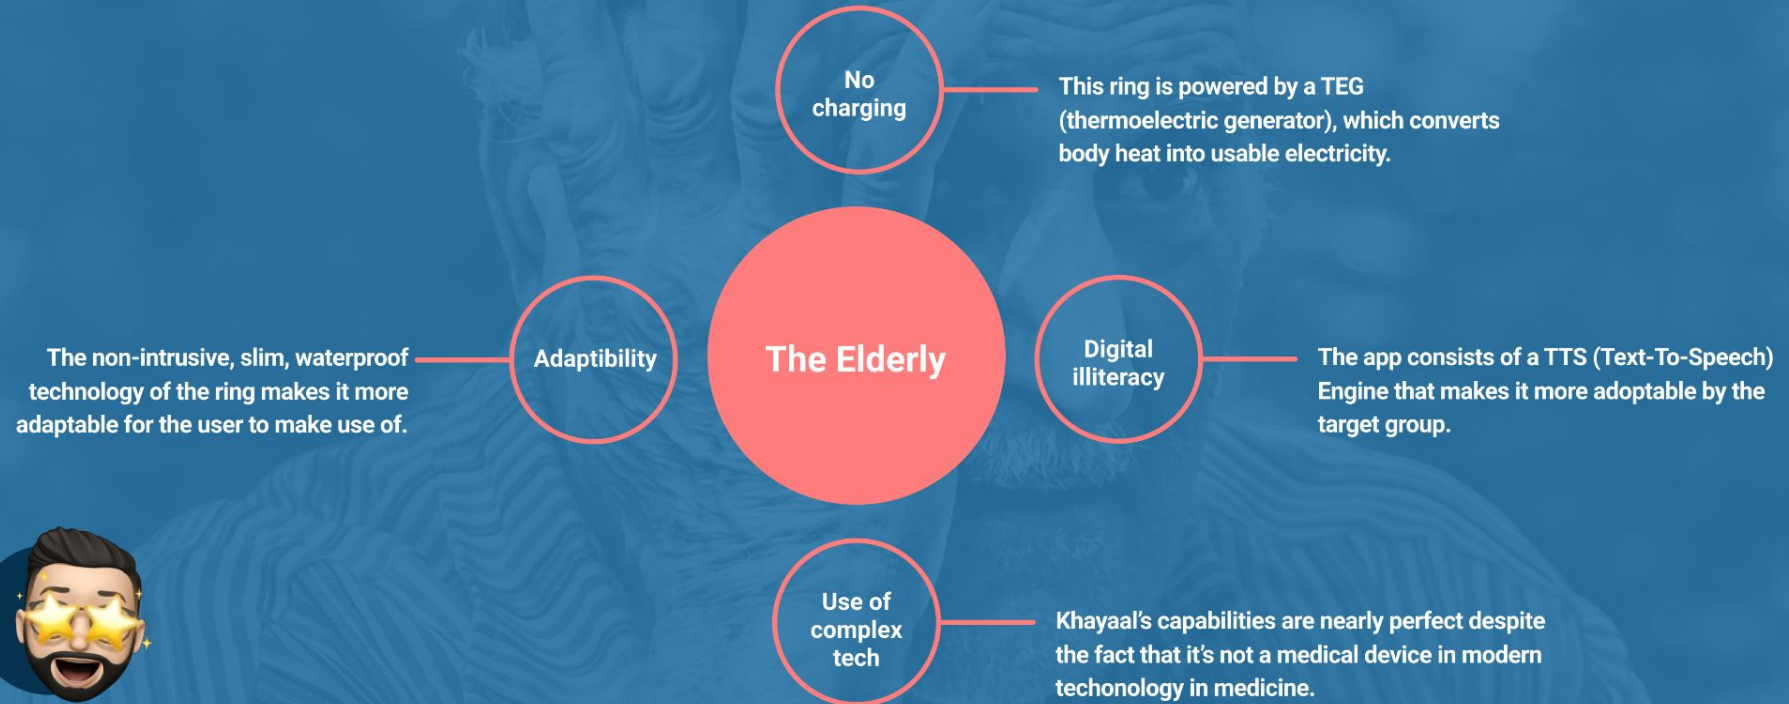 No
charging
This ring is powered by a TEG
(thermoelectric generator), which converts
body heat into usable electricity.
The Elderly
Adaptibility
The non-intrusive, slim, waterproof
technology of the ring makes it more
adaptable for the user to make use of.
Digital
illiteracy
The app consists of a TTS (Text-To-Speech)
Engine that makes it more adoptable by the
target group.
Use of
complex
tech
Khayaal's capabilities are nearly perfect despite
the fact that it's not a medical device in modern
techonology in medicine.